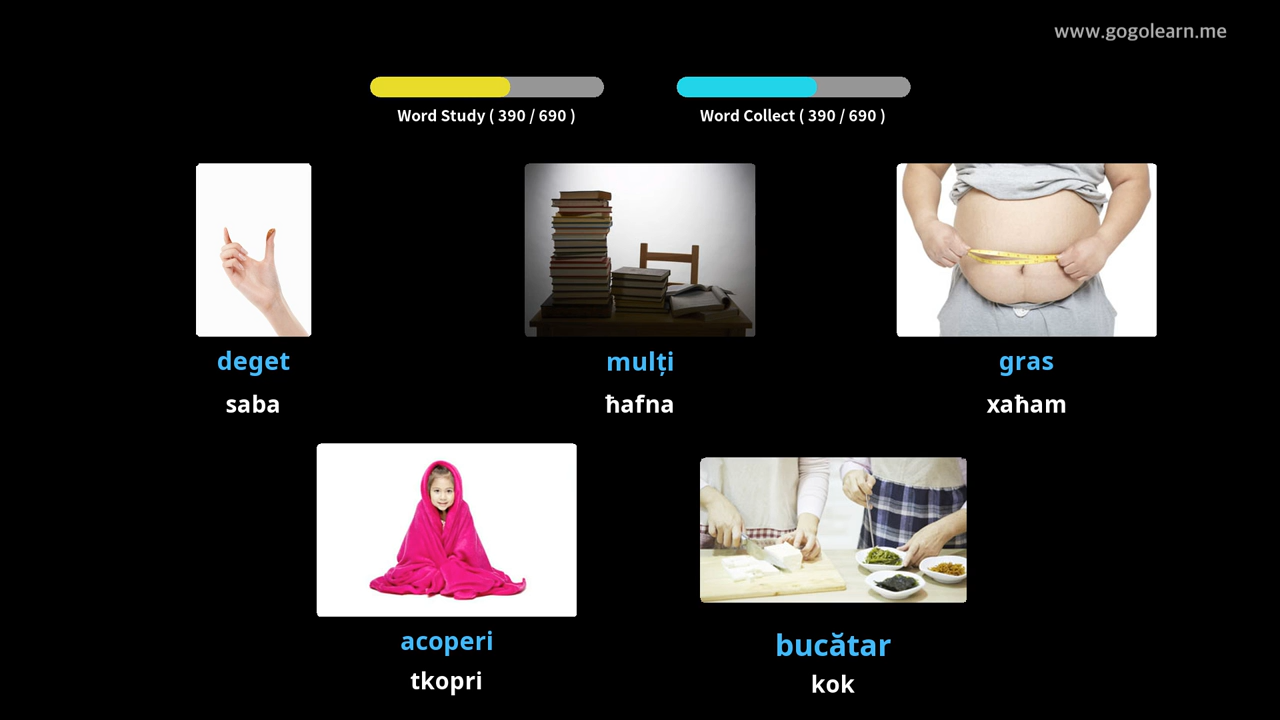 www.gogolearn.me
Word Study ( 390 / 690 )
Word Collect ( 390 / 690 )
deget
mulți
gras
saba
ħafna
xaħam
acoperi
bucătar
tkopri
kok